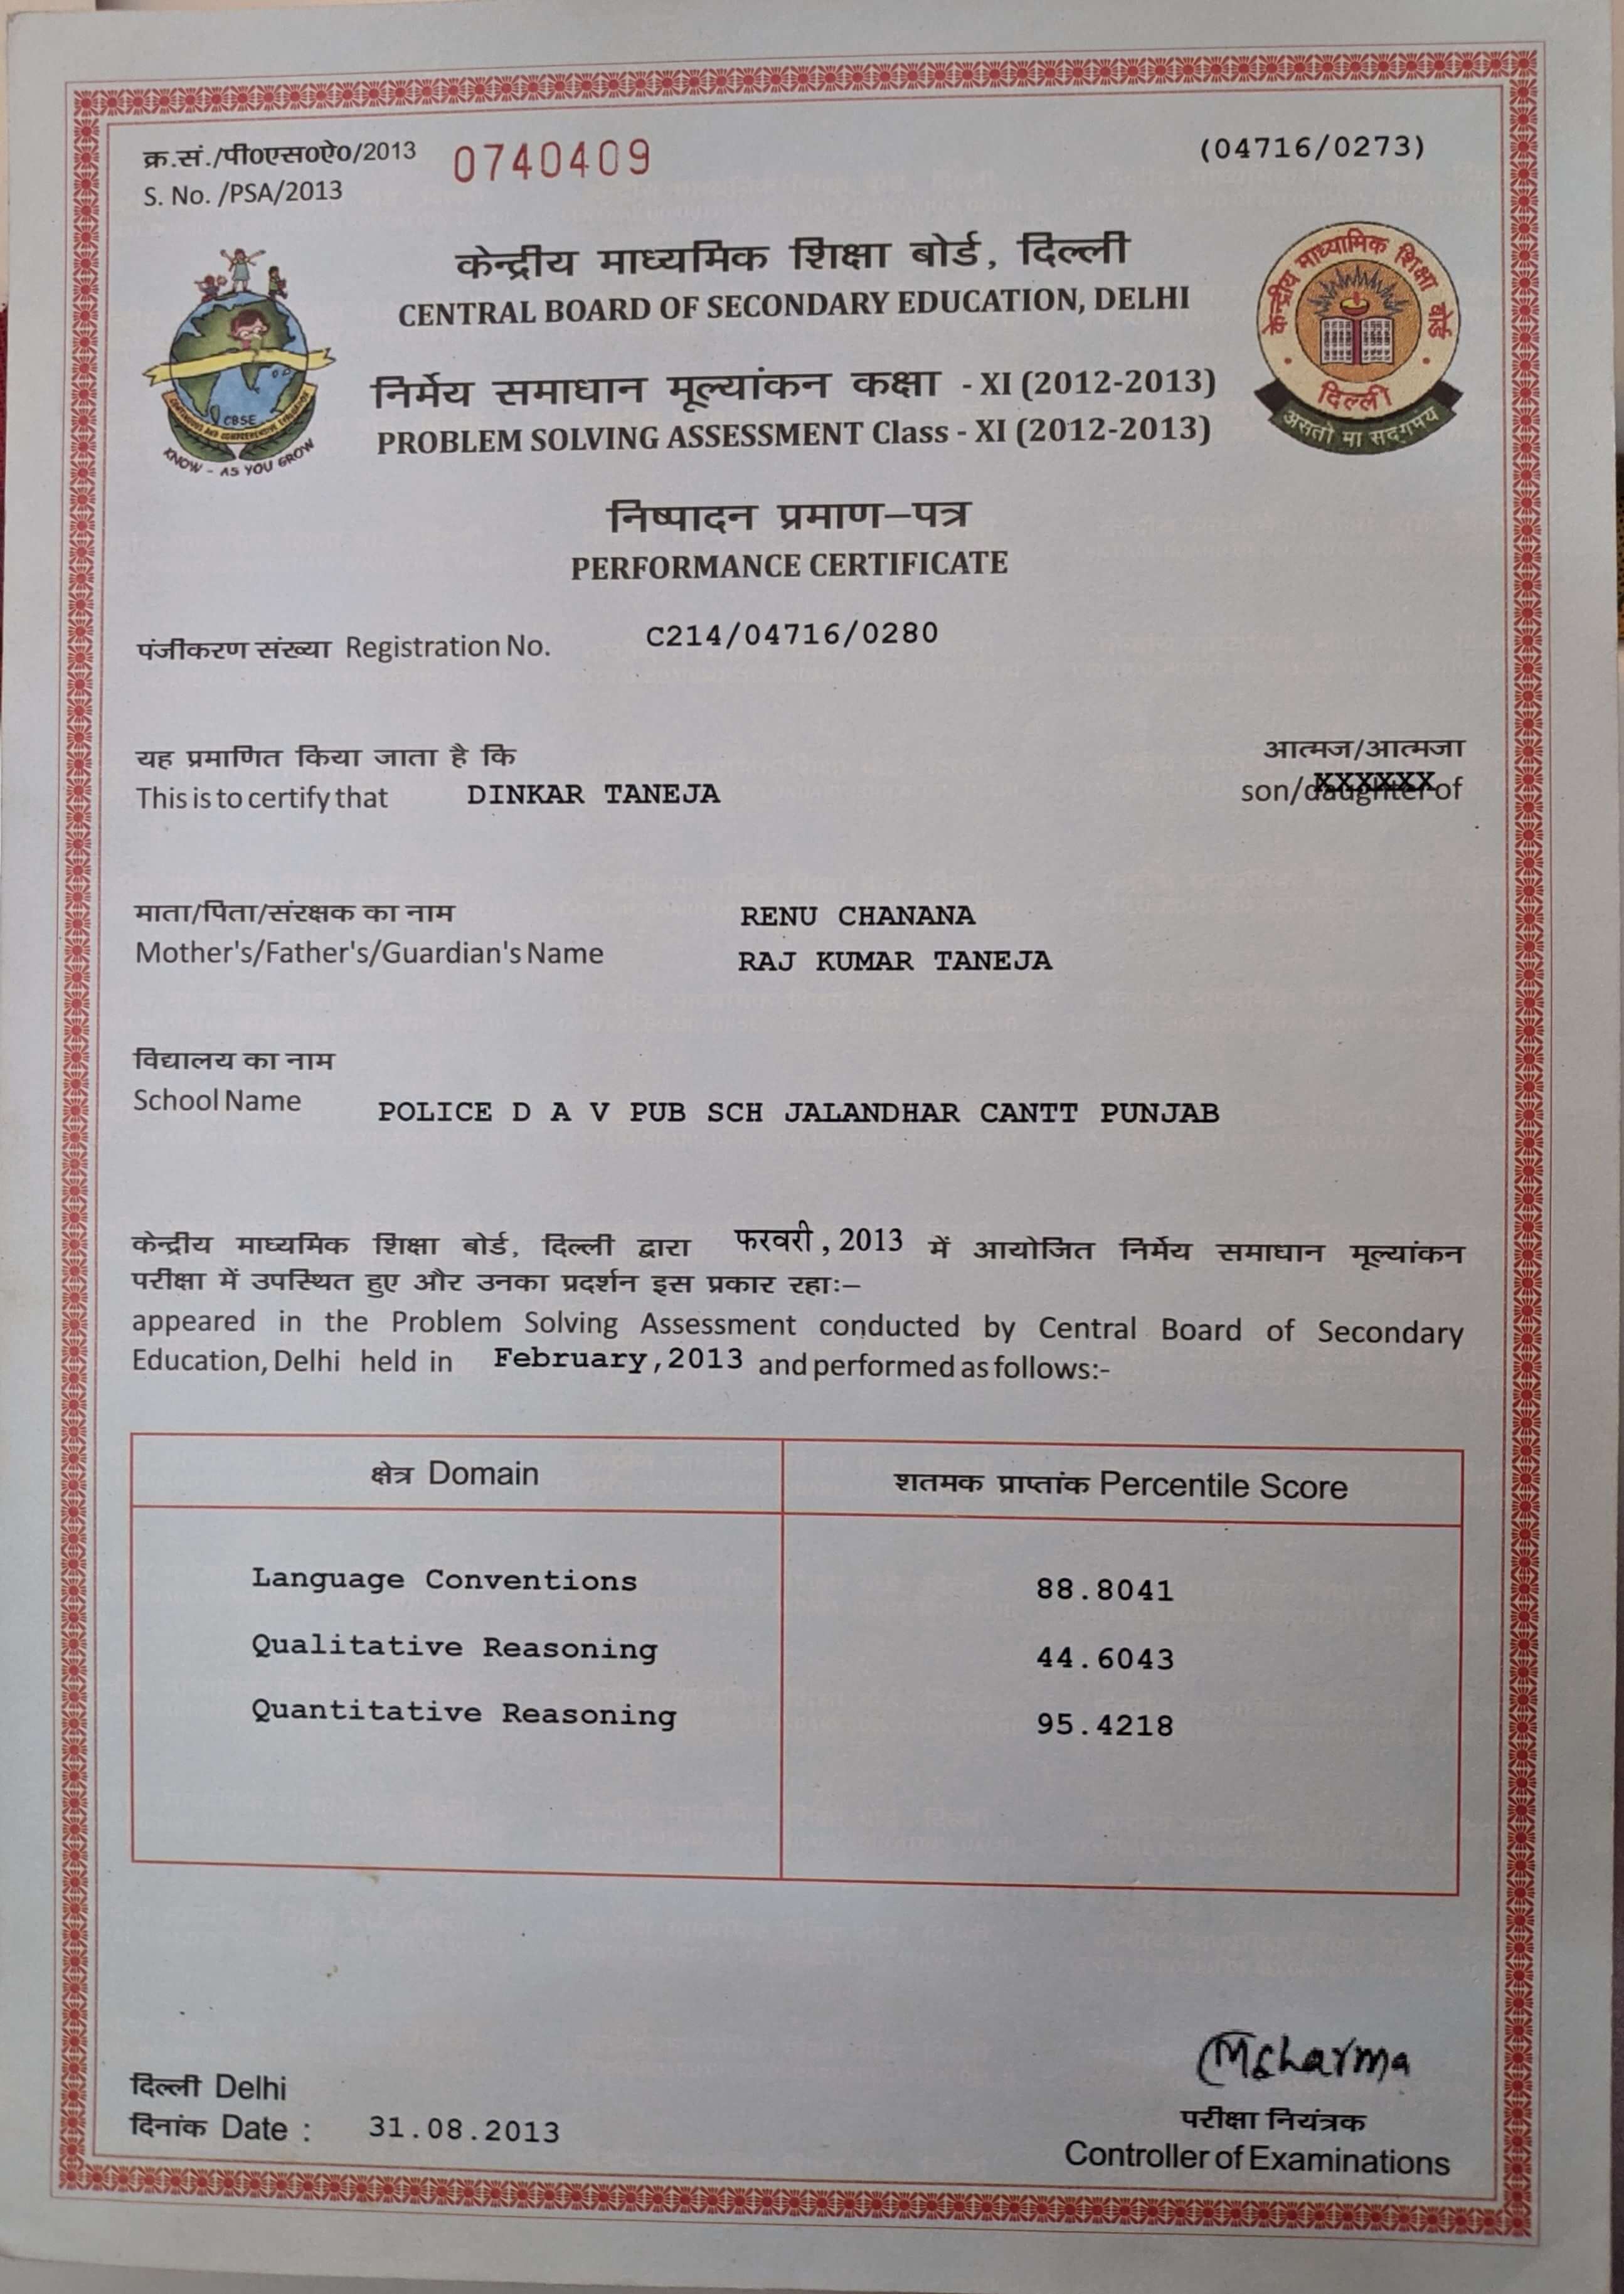 क्र.सं./पी०एस०ऐ०/2013 0740409 (04716/0273)
S. No. /PSA/2013
केन्द्रीय माध्यमिक शिक्षा बोर्ड, दिल्ली
CENTRAL BOARD OF SECONDARY EDUCATION, DELHI
निर्मेय समाधान मूल्यांकन कक्षा - XI (2012-2013)
PROBLEM SOLVING ASSESSMENT Class - XI (2012-2013)
CBSE
CONTINUOUS AND COMPREHENSIVE EVALUATION
KNOW - AS YOU GROW
केन्द्रीय माध्यामिक शिक्षा बोर्ड
दिल्ली
असतो मा सद्गमय
निष्पादन प्रमाण–पत्र
PERFORMANCE CERTIFICATE
पंजीकरण संख्या Registration No. C214/04716/0280
यह प्रमाणित किया जाता है कि आत्मज/आत्मजा
This is to certify that DINKAR TANEJA son/daughter of
XXXXXX
माता/पिता/संरक्षक का नाम RENU CHANANA
Mother's/Father's/Guardian's Name RAJ KUMAR TANEJA
विद्यालय का नाम
School Name POLICE D A V PUB SCH JALANDHAR CANTT PUNJAB
केन्द्रीय माध्यमिक शिक्षा बोर्ड, दिल्ली द्वारा फरवरी , 2013 में आयोजित निर्मेय समाधान मूल्यांकन
परीक्षा में उपस्थित हुए और उनका प्रदर्शन इस प्रकार रहाः–
appeared in the Problem Solving Assessment conducted by Central Board of Secondary
Education, Delhi held in February,2013 and performed as follows:-
क्षेत्र Domain शतमक प्राप्तांक Percentile Score
Language Conventions 88.8041
Qualitative Reasoning 44.6043
Quantitative Reasoning 95.4218
MSharma
दिल्ली Delhi परीक्षा नियंत्रक
दिनांक Date : 31.08.2013 Controller of Examinations